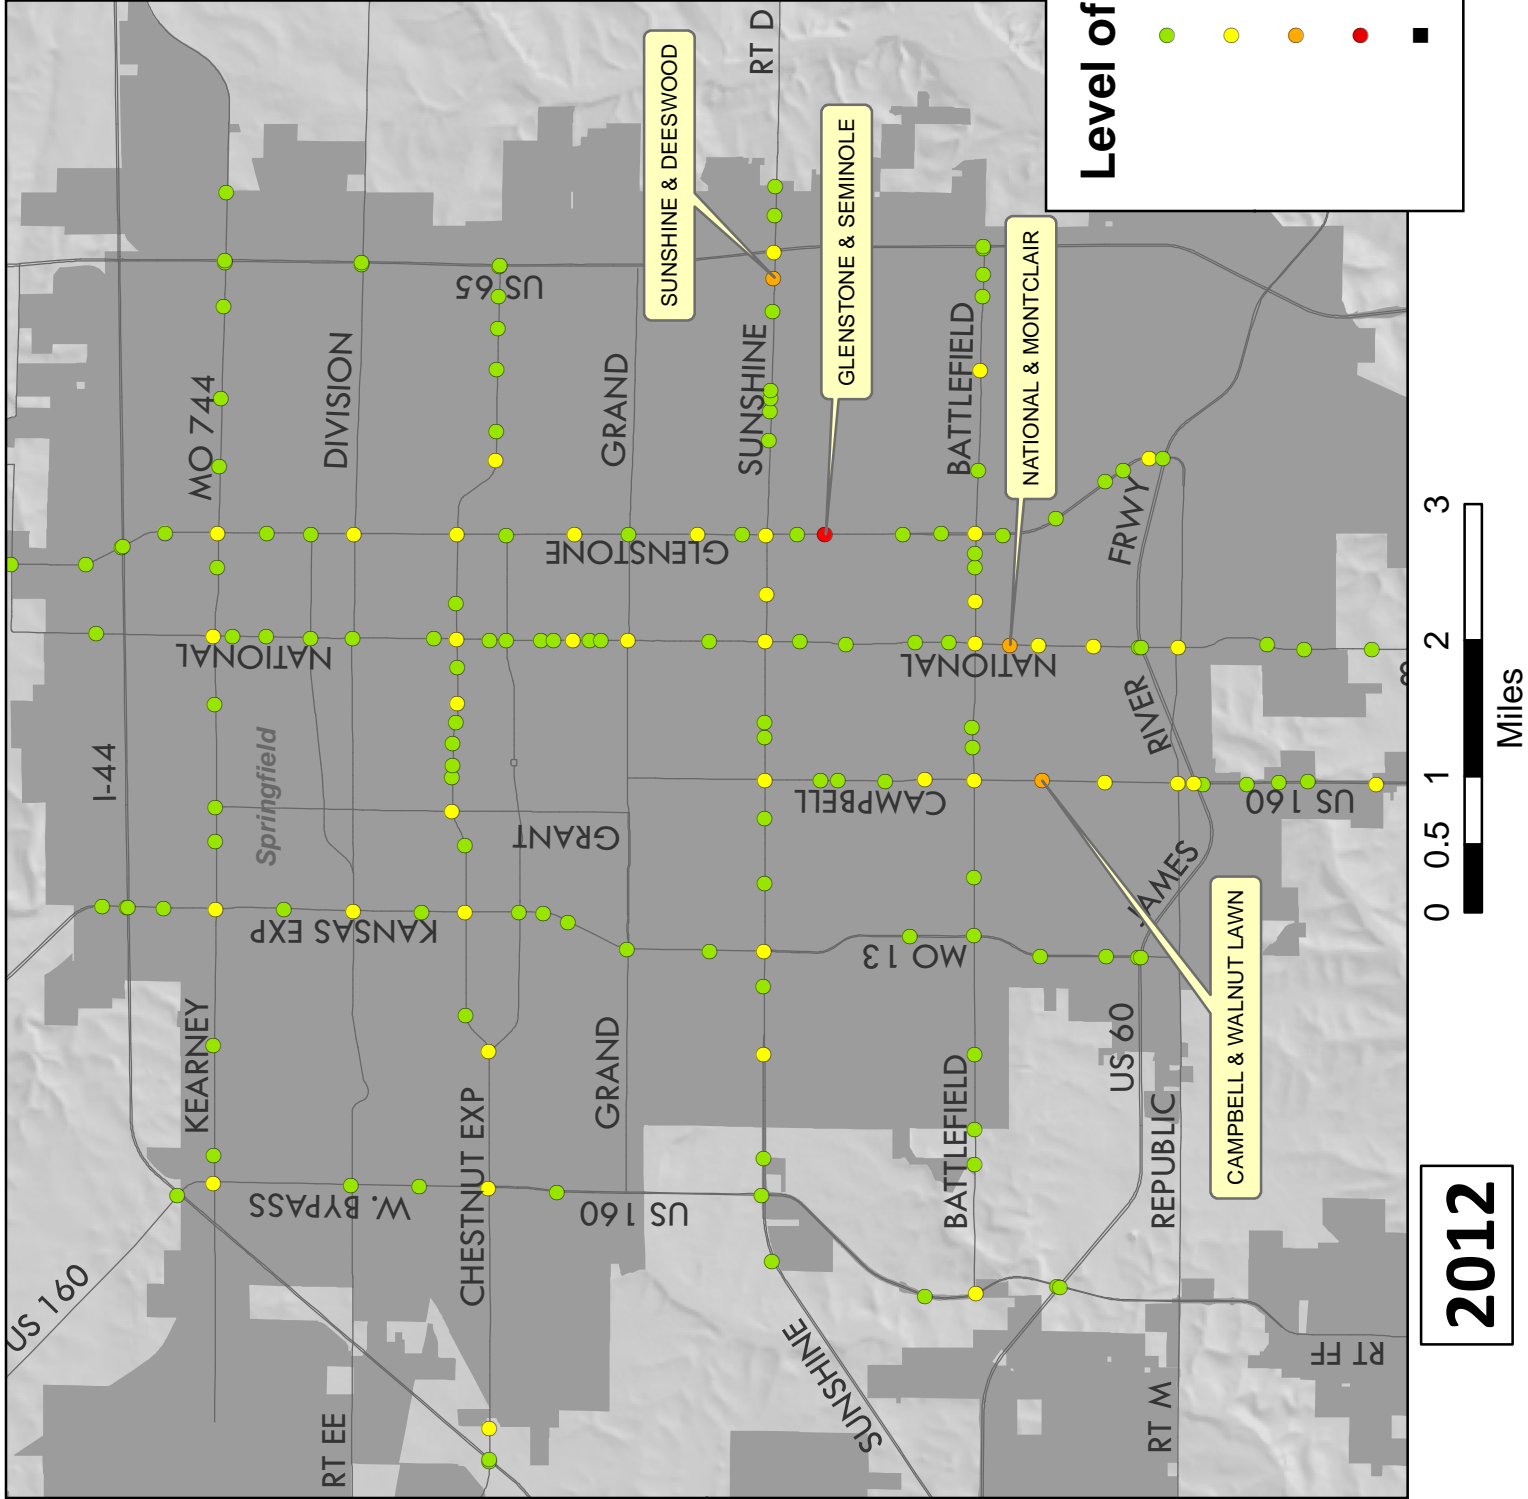 RT D
Level of
SUNSHINE & DEESWOOD
GLENSTONE & SEMINOLE
NATIONAL & MONTCLAIR
CAMPBELL & WALNUT LAWN
US 65
MO 744
DIVISION
GRAND
SUNSHINE
BATTLEFIELD
GLENSTONE
FRWY
NATIONAL
NATIONAL
RIVER
I-44
Springfield
GRANT
CAMPBELL
US 160
JAMES
KANSAS EXP
MO 13
KEARNEY
CHESTNUT EXP
GRAND
BATTLEFIELD
US 60
REPUBLIC
W. BYPASS
US 160
US 160
SUNSHINE
RT EE
RT M
RT FF
0 0.5 1 2 3
Miles
2012